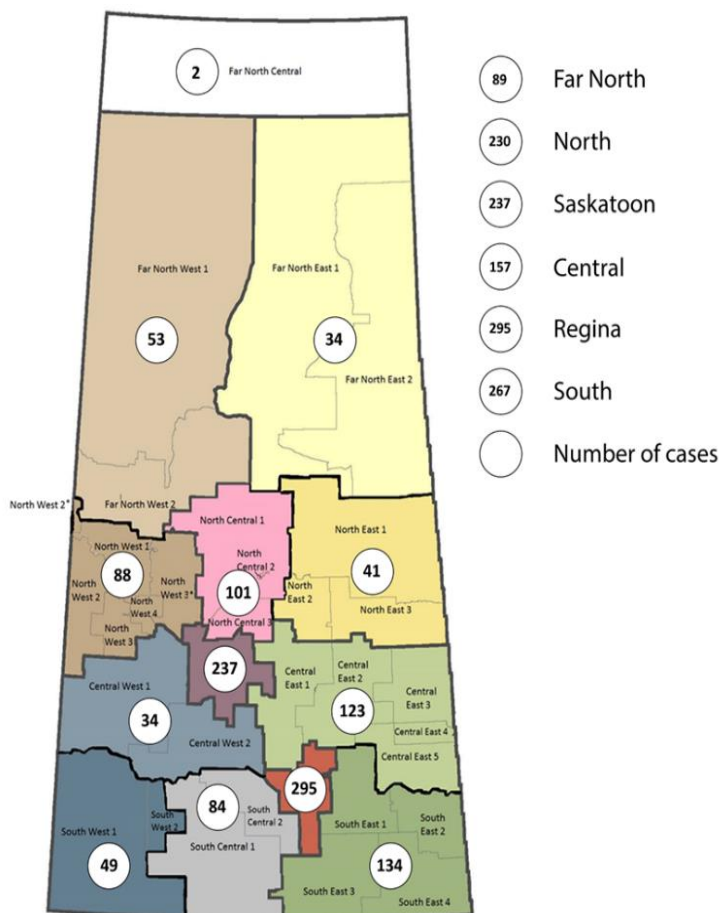 2 Far North Central
89 Far North
230 North
237 Saskatoon
157 Central
295 Regina
267 South
Number of cases
Far North West 1
Far North East 1
53
34
Far North East 2
North West 2*
Far North West 2
North Central 1
North East 1
North West 1
88
North Central 2
41
North West 2
North West 3*
101
North East 2
North East 3
North West 4
North West 3
North Central 3
237
Central West 1
Central East 1
Central East 2
Central East 3
34
Central West 2
123
Central East 4
Central East 5
295
84
South West 1
South West 2
South Central 2
South East 1
South East 2
49
South Central 1
134
South East 3
South East 4